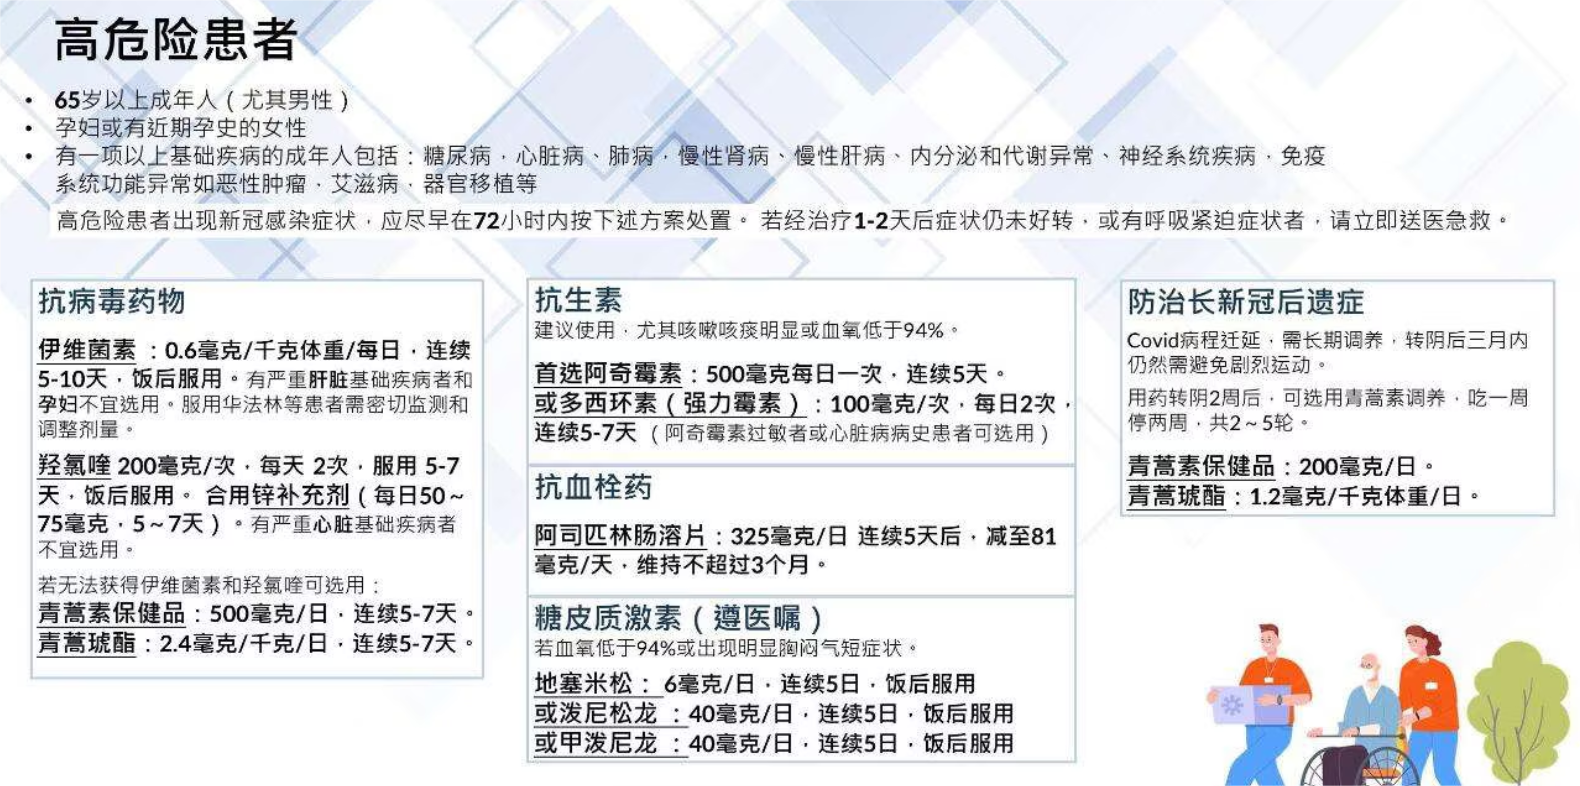 高危险患者
• 65岁以上成年人（尤其男性）
• 孕妇或有近期孕史的女性
• 有一项以上基础疾病的成年人包括：糖尿病，心脏病、肺病，慢性肾病、慢性肝病、内分泌和代谢异常、神经系统疾病，免疫
系统功能异常如恶性肿瘤，艾滋病，器官移植等
高危险患者出现新冠感染症状，应尽早在72小时内按下述方案处置。 若经治疗1-2天后症状仍未好转，或有呼吸紧迫症状者，请立即送医急救。
抗病毒药物
伊维菌素 ：0.6毫克/千克体重/每日，连续
5-10天，饭后服用。有严重肝脏基础疾病者和
孕妇不宜选用。服用华法林等患者需密切监测和
调整剂量。
羟氯喹 200毫克/次，每天 2次，服用 5-7
天，饭后服用。 合用锌补充剂（每日50～
75毫克，5～7天）。有严重心脏基础疾病者
不宜选用。
若无法获得伊维菌素和羟氯喹可选用：
青蒿素保健品：500毫克/日，连续5-7天。
青蒿琥酯：2.4毫克/千克/日，连续5-7天。
抗生素
建议使用，尤其咳嗽咳痰明显或血氧低于94%。
首选阿奇霉素：500毫克每日一次，连续5天。
或多西环素（强力霉素）：100毫克/次，每日2次，
连续5-7天 （阿奇霉素过敏者或心脏病病史患者可选用）
抗血栓药
阿司匹林肠溶片：325毫克/日 连续5天后，减至81
毫克/天，维持不超过3个月。
糖皮质激素（遵医嘱）
若血氧低于94%或出现明显胸闷气短症状。
地塞米松： 6毫克/日，连续5日，饭后服用
或泼尼松龙 ：40毫克/日，连续5日，饭后服用
或甲泼尼龙 ：40毫克/日，连续5日，饭后服用
防治长新冠后遗症
Covid病程迁延，需长期调养，转阴后三月内
仍然需避免剧烈运动。
用药转阴2周后，可选用青蒿素调养，吃一周
停两周，共2～5轮。
青蒿素保健品：200毫克/日。
青蒿琥酯：1.2毫克/千克体重/日。